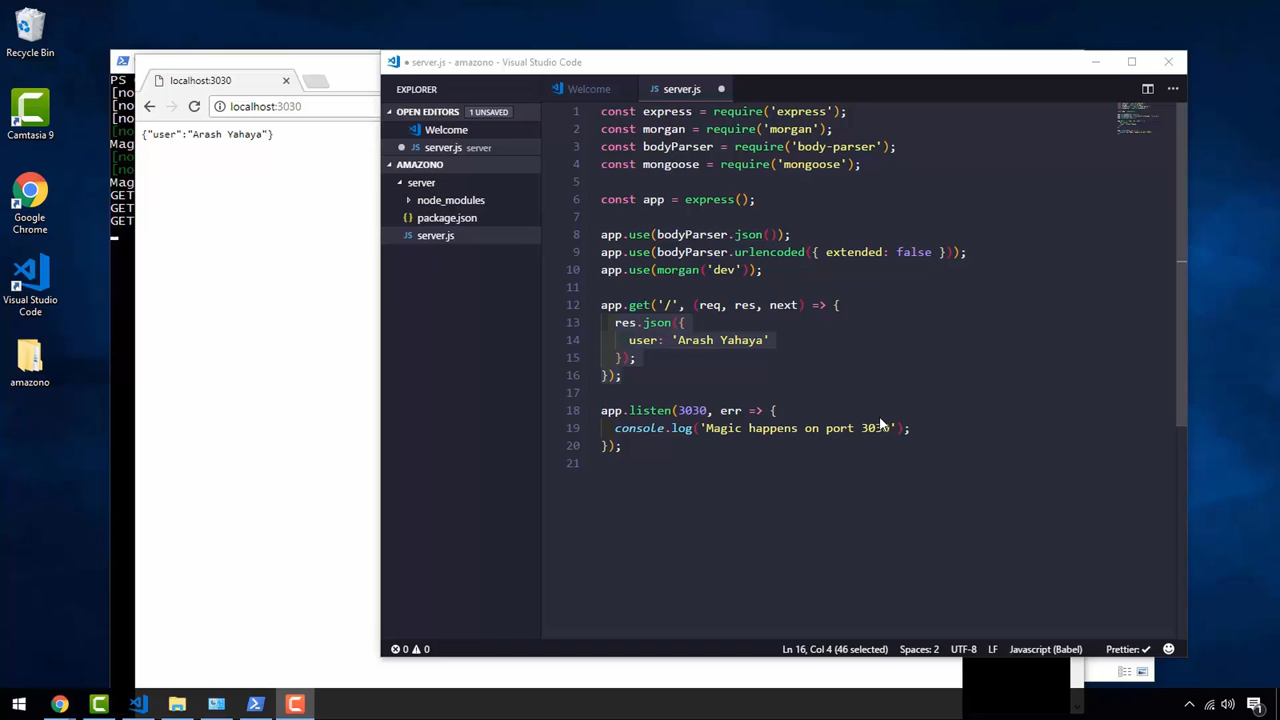 Recycle Bin
Camtasia 9
Google
Chrome
Visual Studio
Code
amazono
PS
[no
[no
[no
[no
Mag
[no
Mag
GET
GET
GET
localhost:3030
localhost:3030
{"user":"Arash Yahaya"}
● server.js - amazono - Visual Studio Code
EXPLORER
OPEN EDITORS 1 UNSAVED
Welcome
server.js server
AMAZONO
server
node_modules
{} package.json
JS server.js
Welcome
JS server.js
1 const express = require('express');
2 const morgan = require('morgan');
3 const bodyParser = require('body-parser');
4 const mongoose = require('mongoose');
5
6 const app = express();
7
8 app.use(bodyParser.json());
9 app.use(bodyParser.urlencoded({ extended: false }));
10 app.use(morgan('dev'));
11
12 app.get('/', (req, res, next) => {
13 res.json({
14 user: 'Arash Yahaya'
15 });
16 });
17
18 app.listen(3030, err => {
19 console.log('Magic happens on port 3030');
20 });
21
0 0
Ln 16, Col 4 (46 selected)
Spaces: 2
UTF-8
LF
Javascript (Babel)
Prettier: ✓